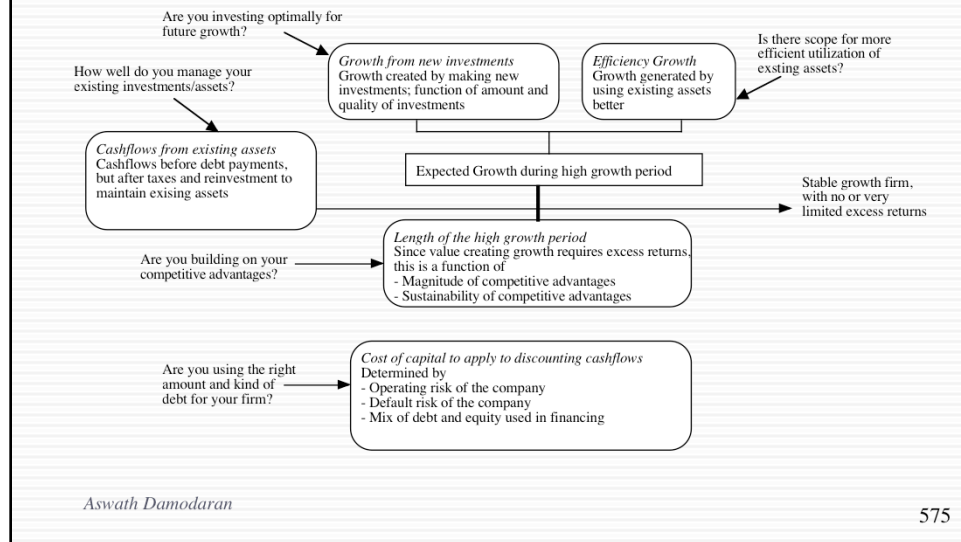 Are you investing optimally for
future growth?
Is there scope for more
efficient utilization of
exsting assets?
Growth from new investments
Growth created by making new
investments; function of amount and
quality of investments
Efficiency Growth
Growth generated by
using existing assets
better
How well do you manage your
existing investments/assets?
Cashflows from existing assets
Cashflows before debt payments,
but after taxes and reinvestment to
maintain exising assets
Expected Growth during high growth period
Stable growth firm,
with no or very
limited excess returns
Length of the high growth period
Since value creating growth requires excess returns,
this is a function of
- Magnitude of competitive advantages
- Sustainability of competitive advantages
Are you building on your
competitive advantages?
Cost of capital to apply to discounting cashflows
Determined by
- Operating risk of the company
- Default risk of the company
- Mix of debt and equity used in financing
Are you using the right
amount and kind of
debt for your firm?
Aswath Damodaran
575